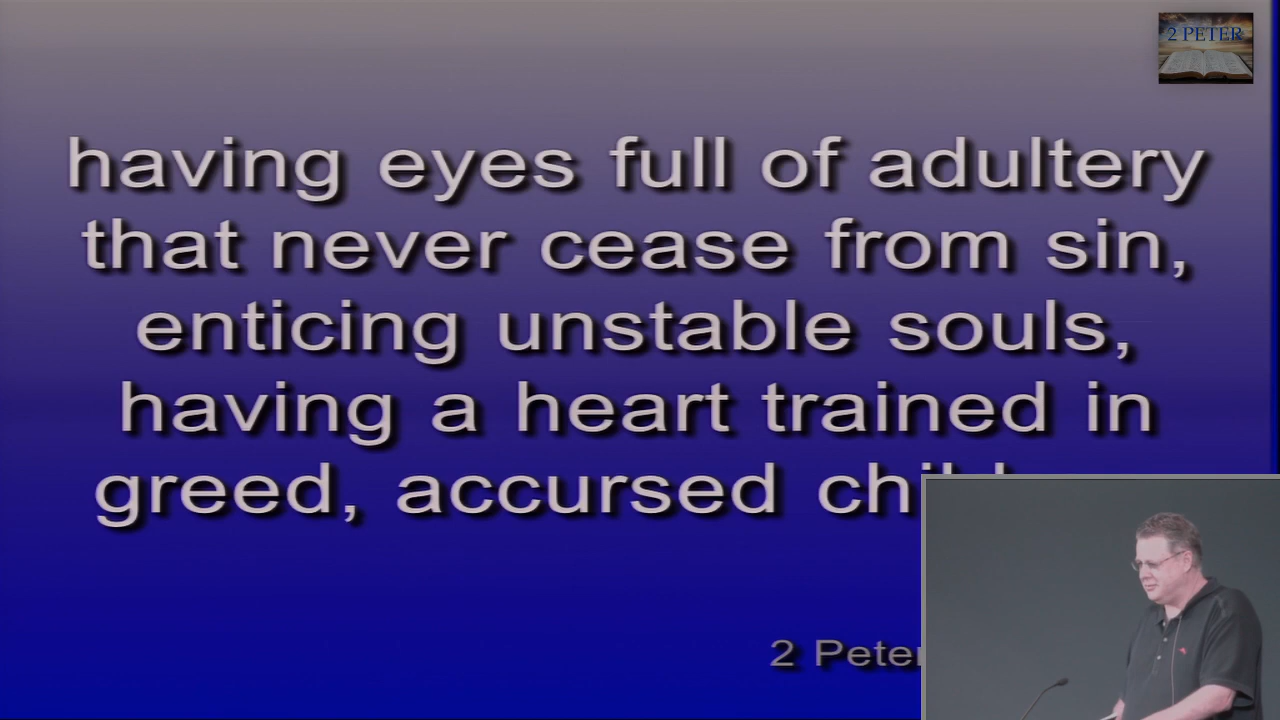 2 PETER
having eyes full of adultery
that never cease from sin,
enticing unstable souls,
having a heart trained in
greed, accursed
2 Peter